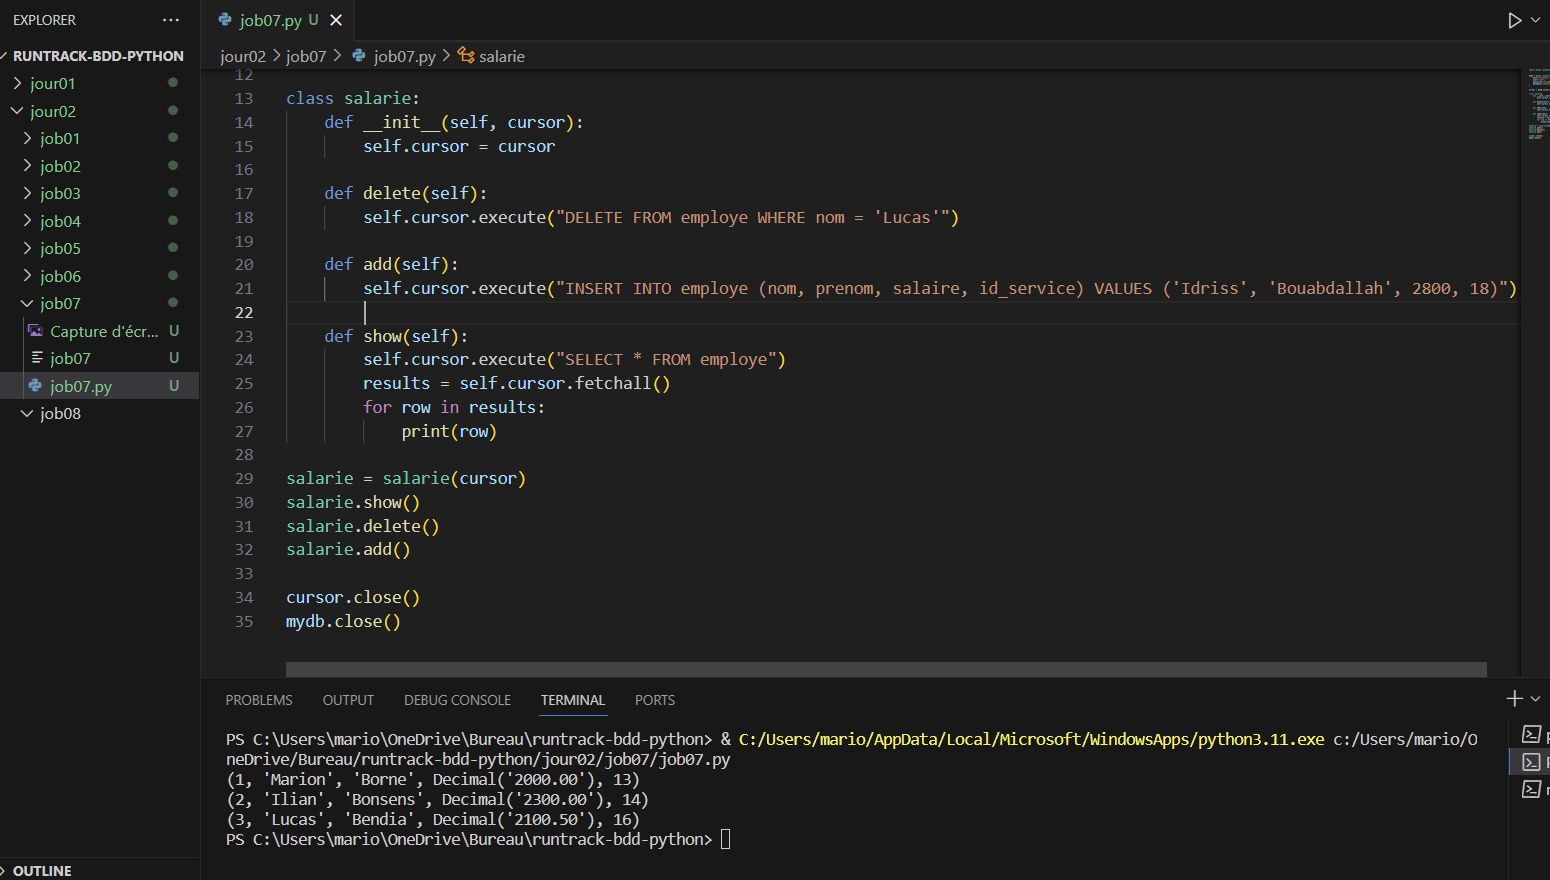 EXPLORER
RUNTRACK-BDD-PYTHON
jour01
jour02
job01
job02
job03
job04
job05
job06
job07
Capture d'écr... U
job07 U
job07.py U
job08
OUTLINE
job07.py U
jour02 > job07 > job07.py > salarie
12
13 class salarie:
14 def __init__(self, cursor):
15 self.cursor = cursor
16
17 def delete(self):
18 self.cursor.execute("DELETE FROM employe WHERE nom = 'Lucas'")
19
20 def add(self):
21 self.cursor.execute("INSERT INTO employe (nom, prenom, salaire, id_service) VALUES ('Idriss', 'Bouabdallah', 2800, 18)")
22
23 def show(self):
24 self.cursor.execute("SELECT * FROM employe")
25 results = self.cursor.fetchall()
26 for row in results:
27 print(row)
28
29 salarie = salarie(cursor)
30 salarie.show()
31 salarie.delete()
32 salarie.add()
33
34 cursor.close()
35 mydb.close()
PROBLEMS OUTPUT DEBUG CONSOLE TERMINAL PORTS
PS C:\Users\mario\OneDrive\Bureau\runtrack-bdd-python> & C:/Users/mario/AppData/Local/Microsoft/WindowsApps/python3.11.exe c:/Users/mario/O
neDrive/Bureau/runtrack-bdd-python/jour02/job07/job07.py
(1, 'Marion', 'Borne', Decimal('2000.00'), 13)
(2, 'Ilian', 'Bonsens', Decimal('2300.00'), 14)
(3, 'Lucas', 'Bendia', Decimal('2100.50'), 16)
PS C:\Users\mario\OneDrive\Bureau\runtrack-bdd-python>